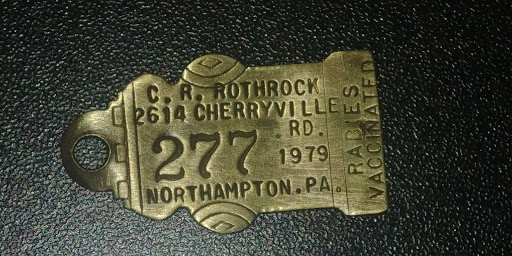 C. R. ROTHROCK
2614 CHERRYVILLE
RD.
277
1979
NORTHAMPTON. PA.
RABIES
VACCINATED